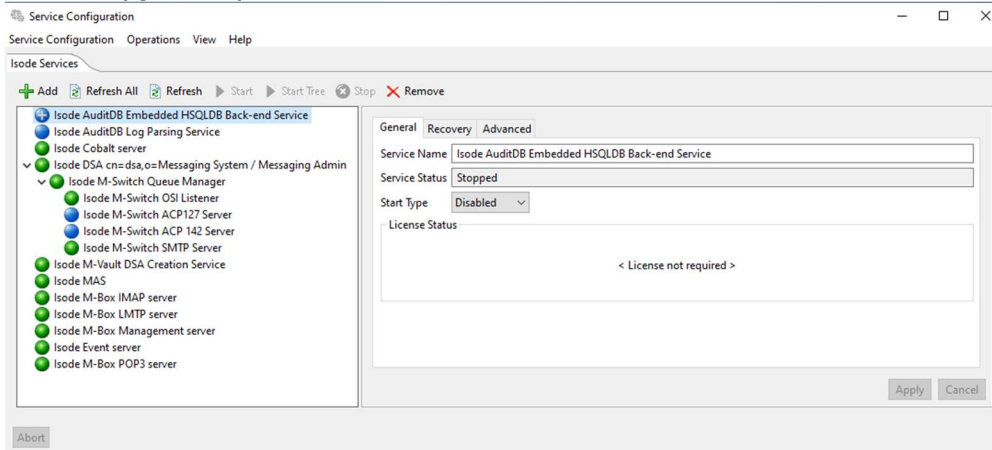 Service Configuration
Service Configuration Operations View Help
Isode Services
Add Refresh All Refresh Start Start Tree Stop Remove
Isode AuditDB Embedded HSQLDB Back-end Service
Isode AuditDB Log Parsing Service
Isode Cobalt server
Isode DSA cn=dsa,o=Messaging System / Messaging Admin
Isode M-Switch Queue Manager
Isode M-Switch OSI Listener
Isode M-Switch ACP127 Server
Isode M-Switch ACP 142 Server
Isode M-Switch SMTP Server
Isode M-Vault DSA Creation Service
Isode MAS
Isode M-Box IMAP server
Isode M-Box LMTP server
Isode M-Box Management server
Isode Event server
Isode M-Box POP3 server
General Recovery Advanced
Service Name Isode AuditDB Embedded HSQLDB Back-end Service
Service Status Stopped
Start Type Disabled
License Status
< License not required >
Apply Cancel
Abort